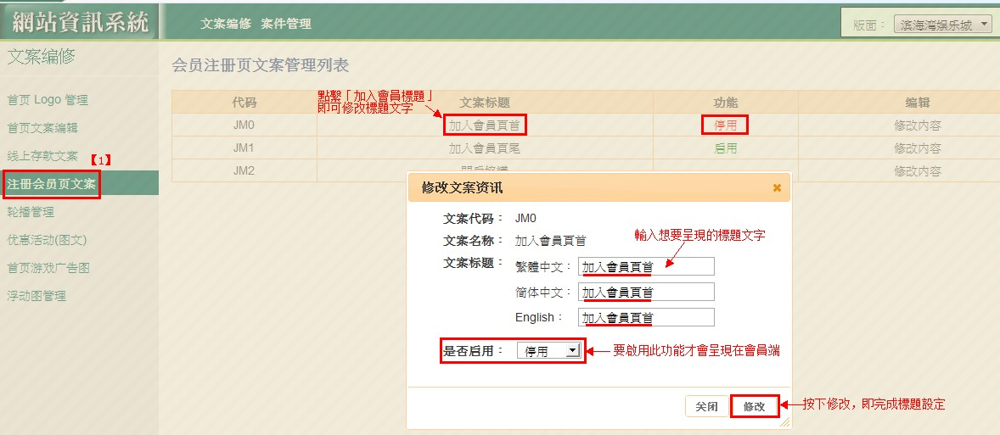 網站資訊系統
文案编修 案件管理
版面：
滨海湾娱乐城
文案编修
首页 Logo 管理
首页文案编辑
线上存款文案
【1】
注册会员页文案
轮播管理
优惠活动(图文)
首页游戏广告图
浮动图管理
会员注册页文案管理列表
代码 文案标题 功能 编辑
點擊「加入會員標題」
即可修改標題文字
JM0 加入會員頁首 停用 修改内容
JM1 加入會員頁尾 启用 修改内容
JM2 修改内容
修改文案资讯
文案代码： JM0
文案名称： 加入會員頁首
輸入想要呈現的標題文字
文案标题： 繁體中文： 加入會員頁首
简体中文： 加入會員頁首
English： 加入會員頁首
是否启用： 停用
要啟用此功能才會呈現在會員端
关闭 修改
按下修改，即完成標題設定